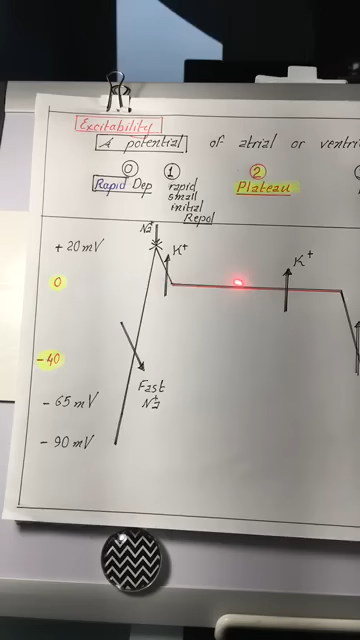 Excitability
A potential of atrial or ventri
0 1 2
Rapid Dep rapid Plateau
small
initial
Repol
Na+
+ 20 mV K+
K+
0
-40
Fast
Na+
- 65 mV
- 90 mV